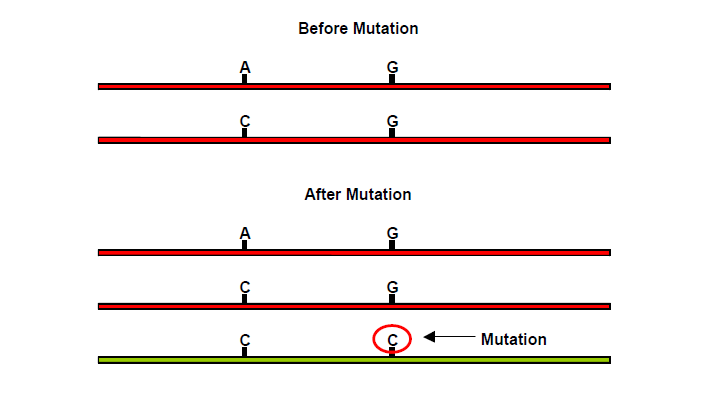 Before Mutation
A G
C G
After Mutation
A G
C G
C C Mutation